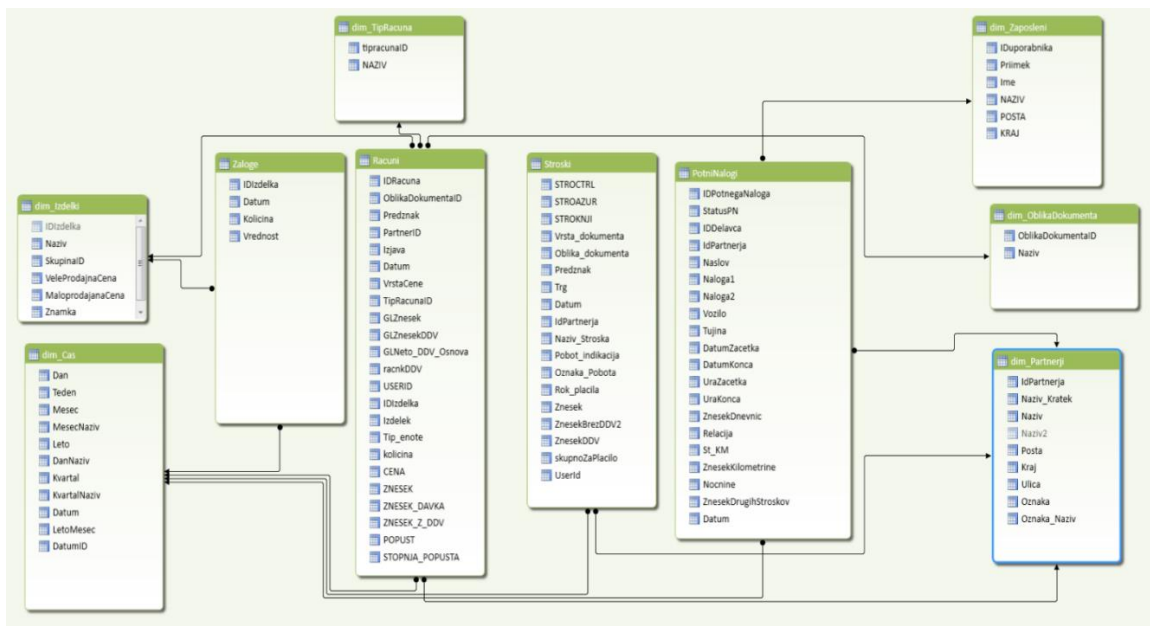 dim_TipRacuna
tipracunaID
NAZIV
dim_Zaposleni
IDuporabnika
Priimek
Ime
NAZIV
POSTA
KRAJ
dim_Izdelki
IDIzdelka
Naziv
SkupinaID
VeleProdajnaCena
MaloprodajanaCena
Znamka
Zaloge
IDIzdelka
Datum
Kolicina
Vrednost
Racuni
IDRacuna
OblikaDokumentaID
Predznak
PartnerID
Izjava
Datum
VrstaCene
TipRacunaID
GLZnesek
GLZnesekDDV
GLNeto_DDV_Osnova
racnkDDV
USERID
IDIzdelka
Izdelek
Tip_enote
kolicina
CENA
ZNESEK
ZNESEK_DAVKA
ZNESEK_Z_DDV
POPUST
STOPNJA_POPUSTA
Stroski
STROCTRL
STROAZUR
STROKNJI
Vrsta_dokumenta
Oblika_dokumenta
Predznak
Trg
Datum
IdPartnerja
Naziv_Stroska
Pobot_indikacija
Oznaka_Pobota
Rok_placila
Znesek
ZnesekBrezDDV2
ZnesekDDV
skupnoZaPlacilo
UserId
PotniNalogi
IDPotnegaNaloga
StatusPN
IDDelavca
IdPartnerja
Naslov
Naloga1
Naloga2
Vozilo
Tujina
DatumZacetka
DatumKonca
UraZacetka
UraKonca
ZnesekDnevnic
Relacija
St_KM
ZnesekKilometrine
Nocnine
ZnesekDrugihStroskov
Datum
dim_OblikaDokumenta
OblikaDokumentaID
Naziv
dim_Cas
Dan
Teden
Mesec
MesecNaziv
Leto
DanNaziv
Kvartal
KvartalNaziv
Datum
LetoMesec
DatumID
dim_Partnerji
IdPartnerja
Naziv_Kratek
Naziv
Naziv2
Posta
Kraj
Ulica
Oznaka
Oznaka_Naziv